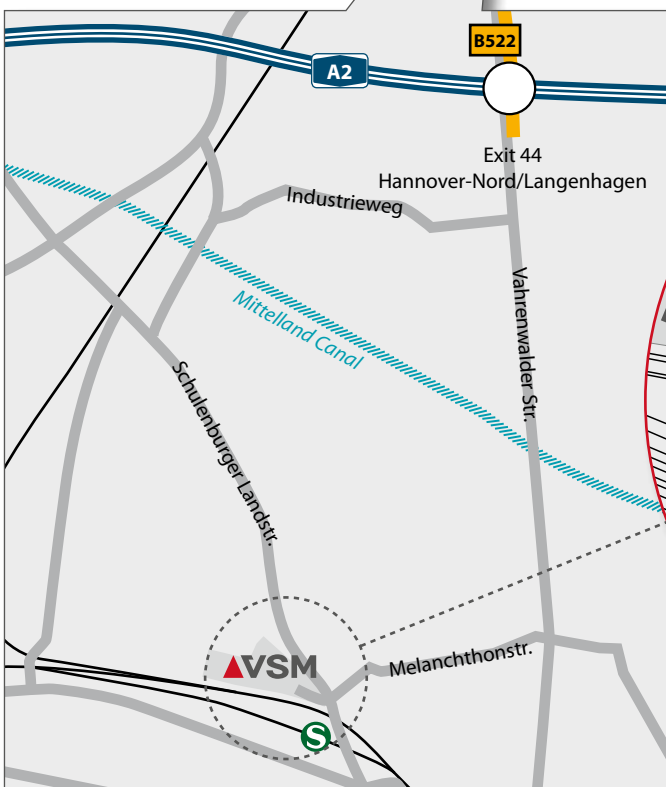 B522
A2
Exit 44
Hannover-Nord/Langenhagen
Industrieweg
Vahrenwalder Str.
Mittelland Canal
Schulenburger Landstr.
VSM
Melanchthonstr.
S